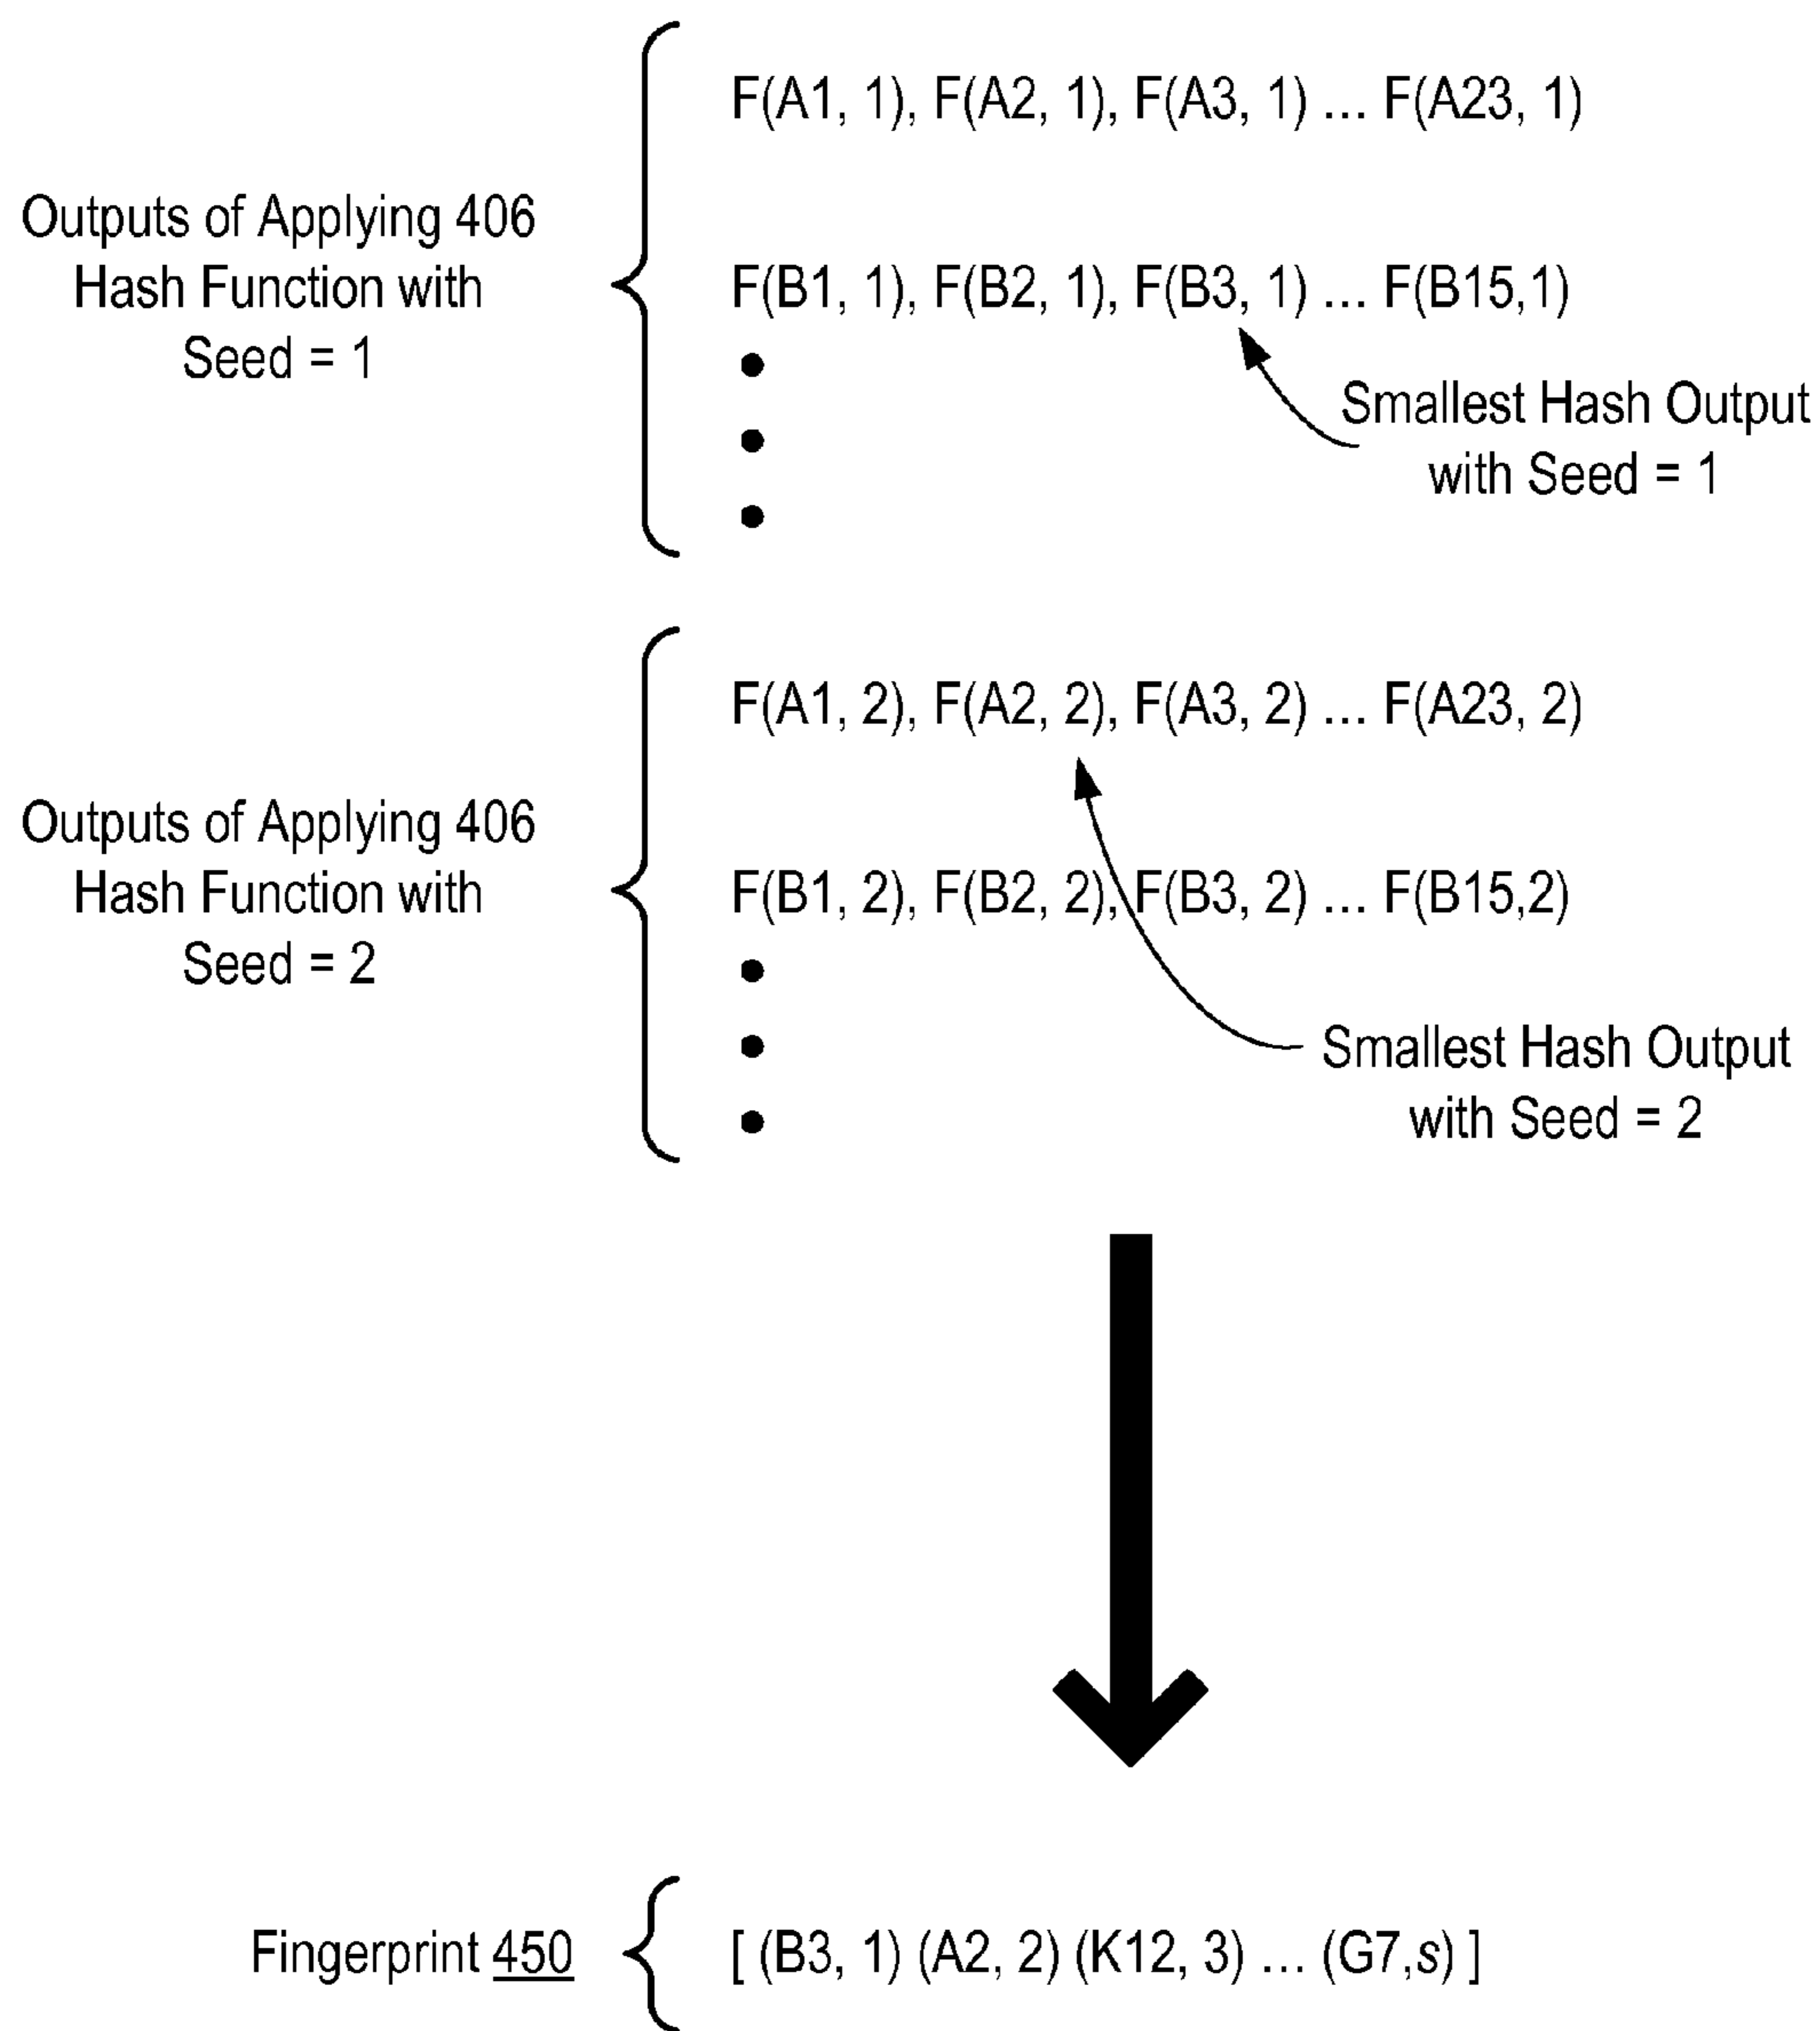 F(A1, 1), F(A2, 1), F(A3, 1) ... F(A23, 1)
Outputs of Applying 406
Hash Function with
Seed = 1
F(B1, 1), F(B2, 1), F(B3, 1) ... F(B15,1)
Smallest Hash Output
with Seed = 1
F(A1, 2), F(A2, 2), F(A3, 2) ... F(A23, 2)
Outputs of Applying 406
Hash Function with
Seed = 2
F(B1, 2), F(B2, 2), F(B3, 2) ... F(B15,2)
Smallest Hash Output
with Seed = 2
Fingerprint 450
[ (B3, 1) (A2, 2) (K12, 3) ... (G7,s) ]